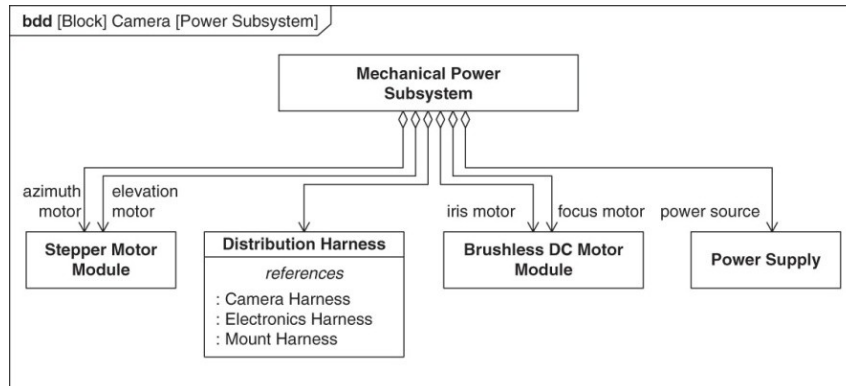 bdd [Block] Camera [Power Subsystem]
Mechanical Power
Subsystem
azimuth
motor
elevation
motor
iris motor
focus motor
power source
Stepper Motor
Module
Distribution Harness
references
: Camera Harness
: Electronics Harness
: Mount Harness
Brushless DC Motor
Module
Power Supply